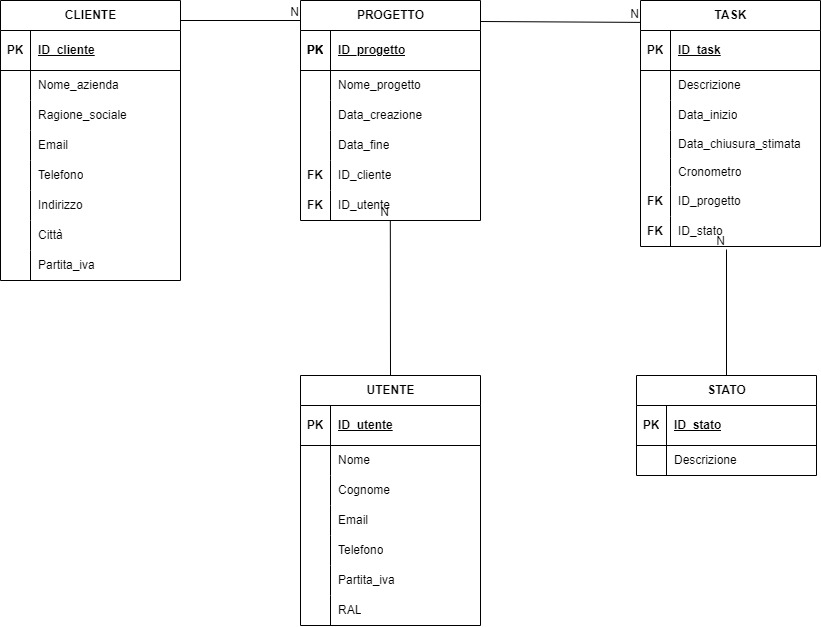 CLIENTE
PK ID_cliente
Nome_azienda
Ragione_sociale
Email
Telefono
Indirizzo
Città
Partita_iva
N
PROGETTO
PK ID_progetto
Nome_progetto
Data_creazione
Data_fine
FK ID_cliente
FK ID_utente
N
N
TASK
PK ID_task
Descrizione
Data_inizio
Data_chiusura_stimata
Cronometro
FK ID_progetto
FK ID_stato
N
UTENTE
PK ID_utente
Nome
Cognome
Email
Telefono
Partita_iva
RAL
STATO
PK ID_stato
Descrizione